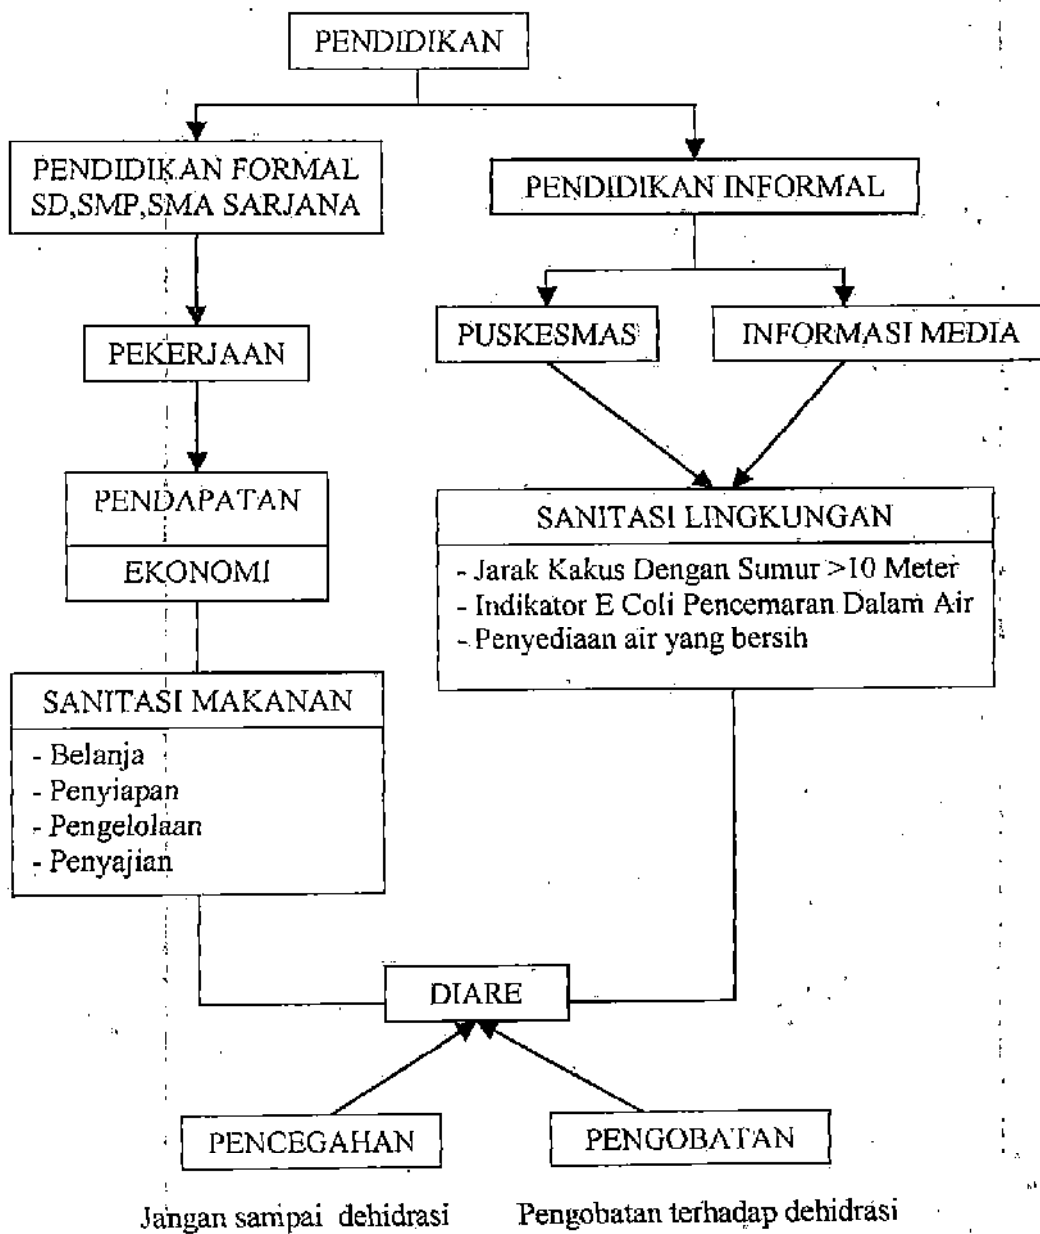 PENDIDIKAN
PENDIDIKAN FORMAL
SD,SMP,SMA SARJANA
PENDIDIKAN INFORMAL
PEKERJAAN
PUSKESMAS
INFORMASI MEDIA
PENDAPATAN
EKONOMI
SANITASI LINGKUNGAN
- Jarak Kakus Dengan Sumur >10 Meter
- Indikator E Coli Pencemaran Dalam Air
- Penyediaan air yang bersih
SANITASI MAKANAN
- Belanja
- Penyiapan
- Pengelolaan
- Penyajian
DIARE
PENCEGAHAN
PENGOBATAN
Jangan sampai dehidrasi
Pengobatan terhadap dehidrasi